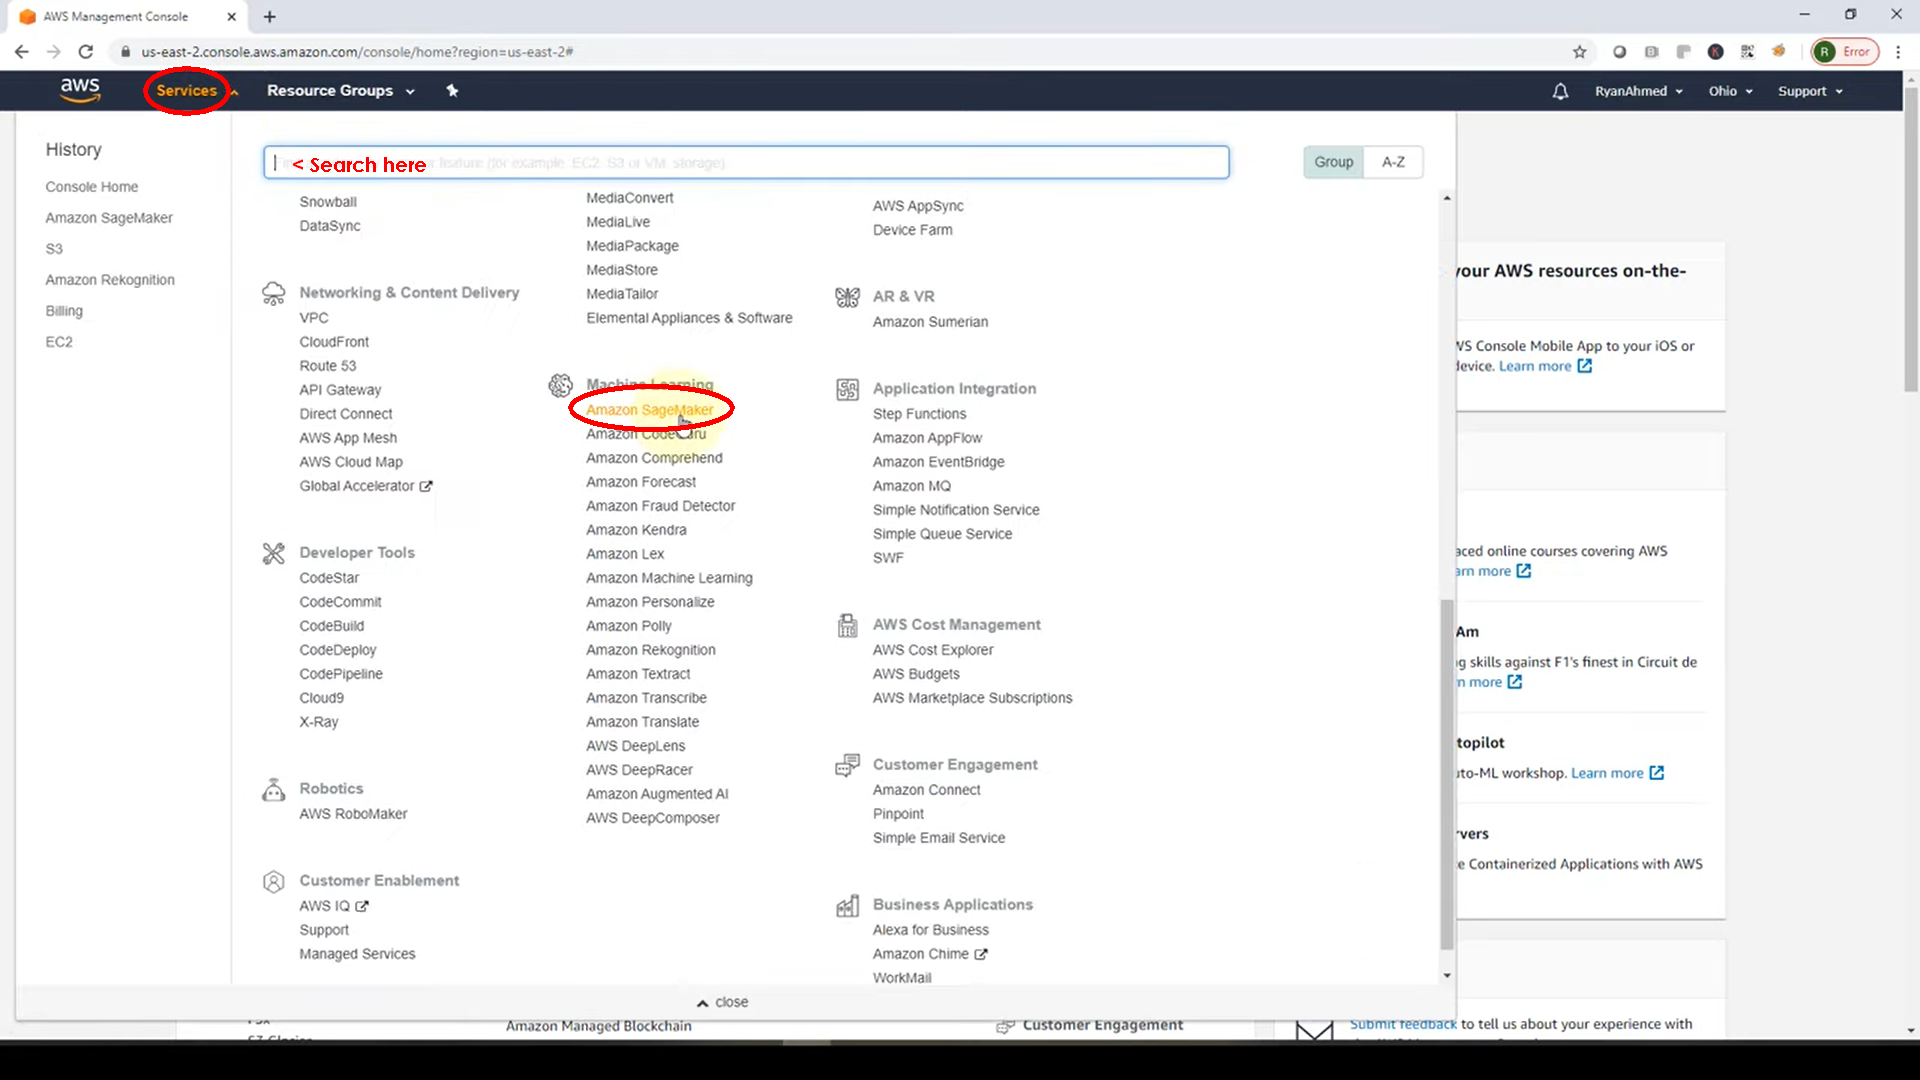 AWS Management Console
us-east-2.console.aws.amazon.com/console/home?region=us-east-2#
R Error
aws
Services
Resource Groups
RyanAhmed
Ohio
Support
History
Console Home
Amazon SageMaker
S3
Amazon Rekognition
Billing
EC2
< Search here or feature (for example, EC2, S3 or VM, storage)
Group
A-Z
Snowball
DataSync
Networking & Content Delivery
VPC
CloudFront
Route 53
API Gateway
Direct Connect
AWS App Mesh
AWS Cloud Map
Global Accelerator
Developer Tools
CodeStar
CodeCommit
CodeBuild
CodeDeploy
CodePipeline
Cloud9
X-Ray
Robotics
AWS RoboMaker
Customer Enablement
AWS IQ
Support
Managed Services
MediaConvert
MediaLive
MediaPackage
MediaStore
MediaTailor
Elemental Appliances & Software
Machine Learning
Amazon SageMaker
Amazon CodeGuru
Amazon Comprehend
Amazon Forecast
Amazon Fraud Detector
Amazon Kendra
Amazon Lex
Amazon Machine Learning
Amazon Personalize
Amazon Polly
Amazon Rekognition
Amazon Textract
Amazon Transcribe
Amazon Translate
AWS DeepLens
AWS DeepRacer
Amazon Augmented AI
AWS DeepComposer
AWS AppSync
Device Farm
AR & VR
Amazon Sumerian
Application Integration
Step Functions
Amazon AppFlow
Amazon EventBridge
Amazon MQ
Simple Notification Service
Simple Queue Service
SWF
AWS Cost Management
AWS Cost Explorer
AWS Budgets
AWS Marketplace Subscriptions
Customer Engagement
Amazon Connect
Pinpoint
Simple Email Service
Business Applications
Alexa for Business
Amazon Chime
WorkMail
close
your AWS resources on-the-
WS Console Mobile App to your iOS or
device. Learn more
aced online courses covering AWS
arn more
Am
g skills against F1's finest in Circuit de
n more
topilot
uto-ML workshop. Learn more
rvers
e Containerized Applications with AWS
Amazon Managed Blockchain
Customer Engagement
Submit feedback to tell us about your experience with